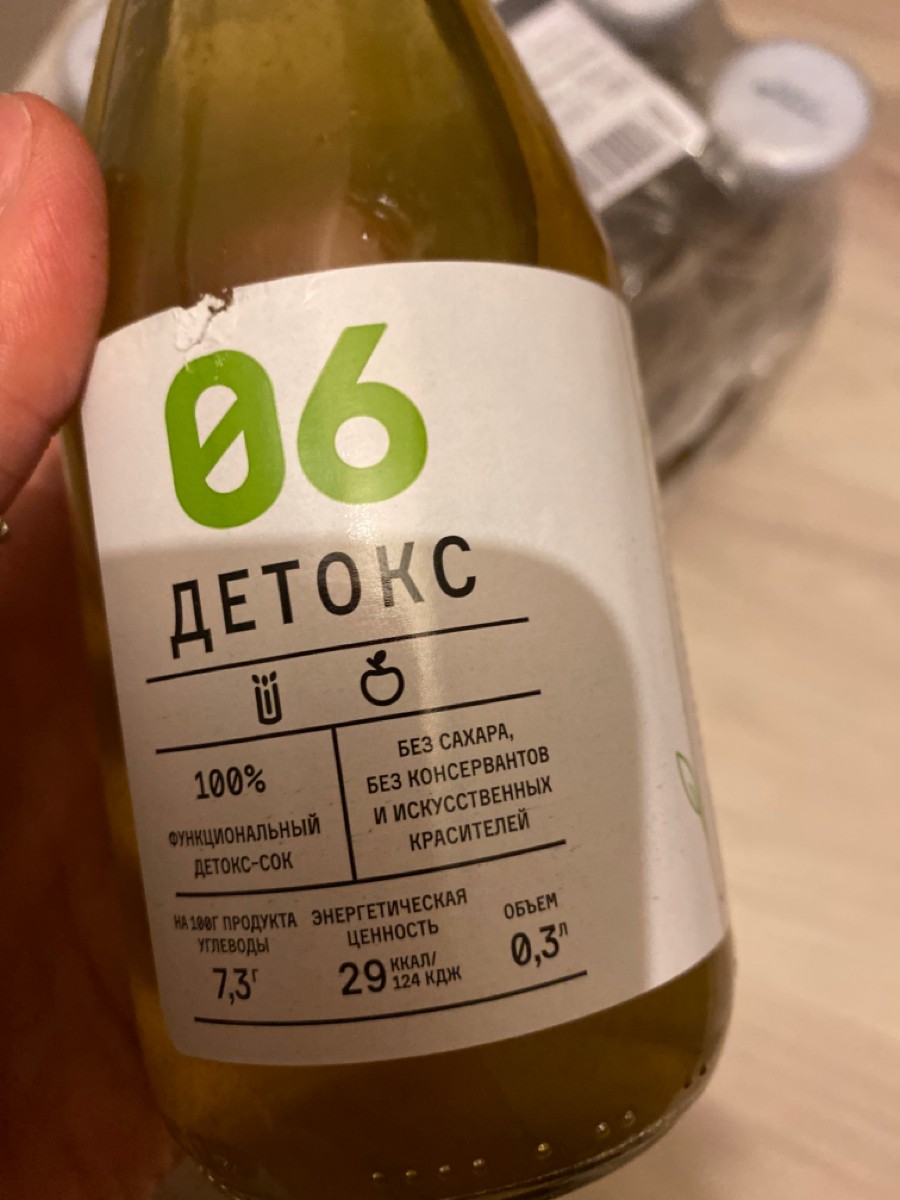 06
ДЕТОКС
100%
ФУНКЦИОНАЛЬНЫЙ
ДЕТОКС-СОК
БЕЗ САХАРА,
БЕЗ КОНСЕРВАНТОВ
И ИСКУССТВЕННЫХ
КРАСИТЕЛЕЙ
НА 100Г ПРОДУКТА
УГЛЕВОДЫ
7,3г
ЭНЕРГЕТИЧЕСКАЯ
ЦЕННОСТЬ
29 ККАЛ/
124 КДЖ
ОБЪЕМ
0,3л